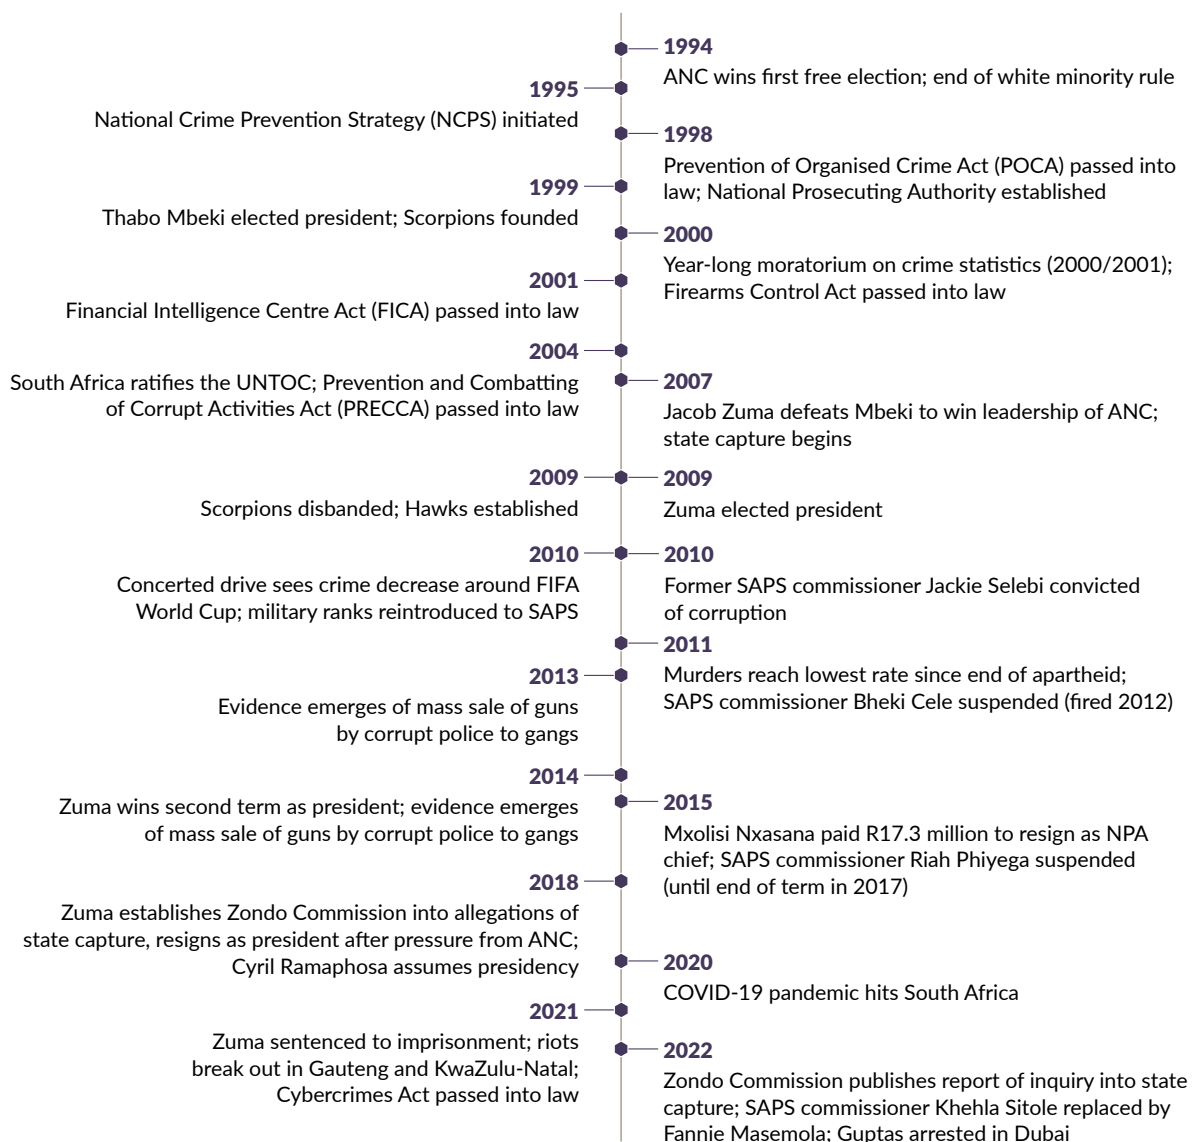 1994
ANC wins first free election; end of white minority rule
1995
National Crime Prevention Strategy (NCPS) initiated
1998
Prevention of Organised Crime Act (POCA) passed into
law; National Prosecuting Authority established
1999
Thabo Mbeki elected president; Scorpions founded
2000
Year-long moratorium on crime statistics (2000/2001);
Firearms Control Act passed into law
2001
Financial Intelligence Centre Act (FICA) passed into law
2004
South Africa ratifies the UNTOC; Prevention and Combatting
of Corrupt Activities Act (PRECCA) passed into law
2007
Jacob Zuma defeats Mbeki to win leadership of ANC;
state capture begins
2009
Scorpions disbanded; Hawks established
2009
Zuma elected president
2010
Concerted drive sees crime decrease around FIFA
World Cup; military ranks reintroduced to SAPS
2010
Former SAPS commissioner Jackie Selebi convicted
of corruption
2011
Murders reach lowest rate since end of apartheid;
SAPS commissioner Bheki Cele suspended (fired 2012)
2013
Evidence emerges of mass sale of guns
by corrupt police to gangs
2014
Zuma wins second term as president; evidence emerges
of mass sale of guns by corrupt police to gangs
2015
Mxolisi Nxasana paid R17.3 million to resign as NPA
chief; SAPS commissioner Riah Phiyega suspended
(until end of term in 2017)
2018
Zuma establishes Zondo Commission into allegations of
state capture, resigns as president after pressure from ANC;
Cyril Ramaphosa assumes presidency
2020
COVID-19 pandemic hits South Africa
2021
Zuma sentenced to imprisonment; riots
break out in Gauteng and KwaZulu-Natal;
Cybercrimes Act passed into law
2022
Zondo Commission publishes report of inquiry into state
capture; SAPS commissioner Khehla Sitole replaced by
Fannie Masemola; Guptas arrested in Dubai